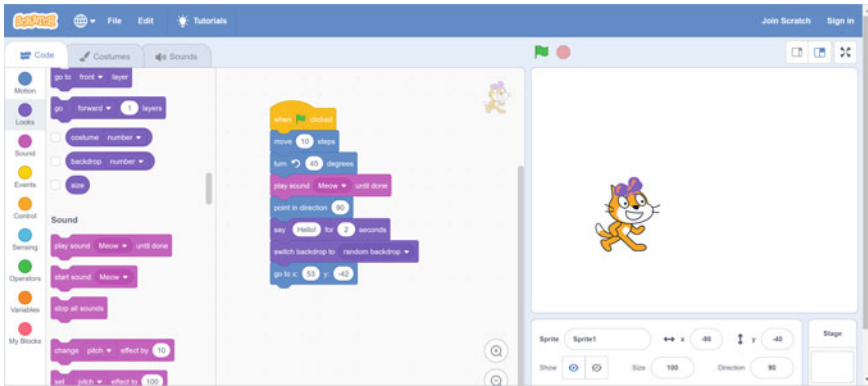 SCRATCH File Edit Tutorials Join Scratch Sign in
Code Costumes Sounds
Motion
Looks
Sound
Events
Control
Sensing
Operators
Variables
My Blocks
go to front layer
go forward 1 layers
costume number
backdrop number
size
Sound
play sound Meow until done
start sound Meow
stop all sounds
change pitch effect by 10
set pitch effect to 100
when clicked
move 10 steps
turn 45 degrees
play sound Meow until done
point in direction 90
say Hello! for 2 seconds
switch backdrop to random backdrop
go to x: 53 y: -42
Sprite Sprite1 x -80 y -40
Show Size 100 Direction 90
Stage